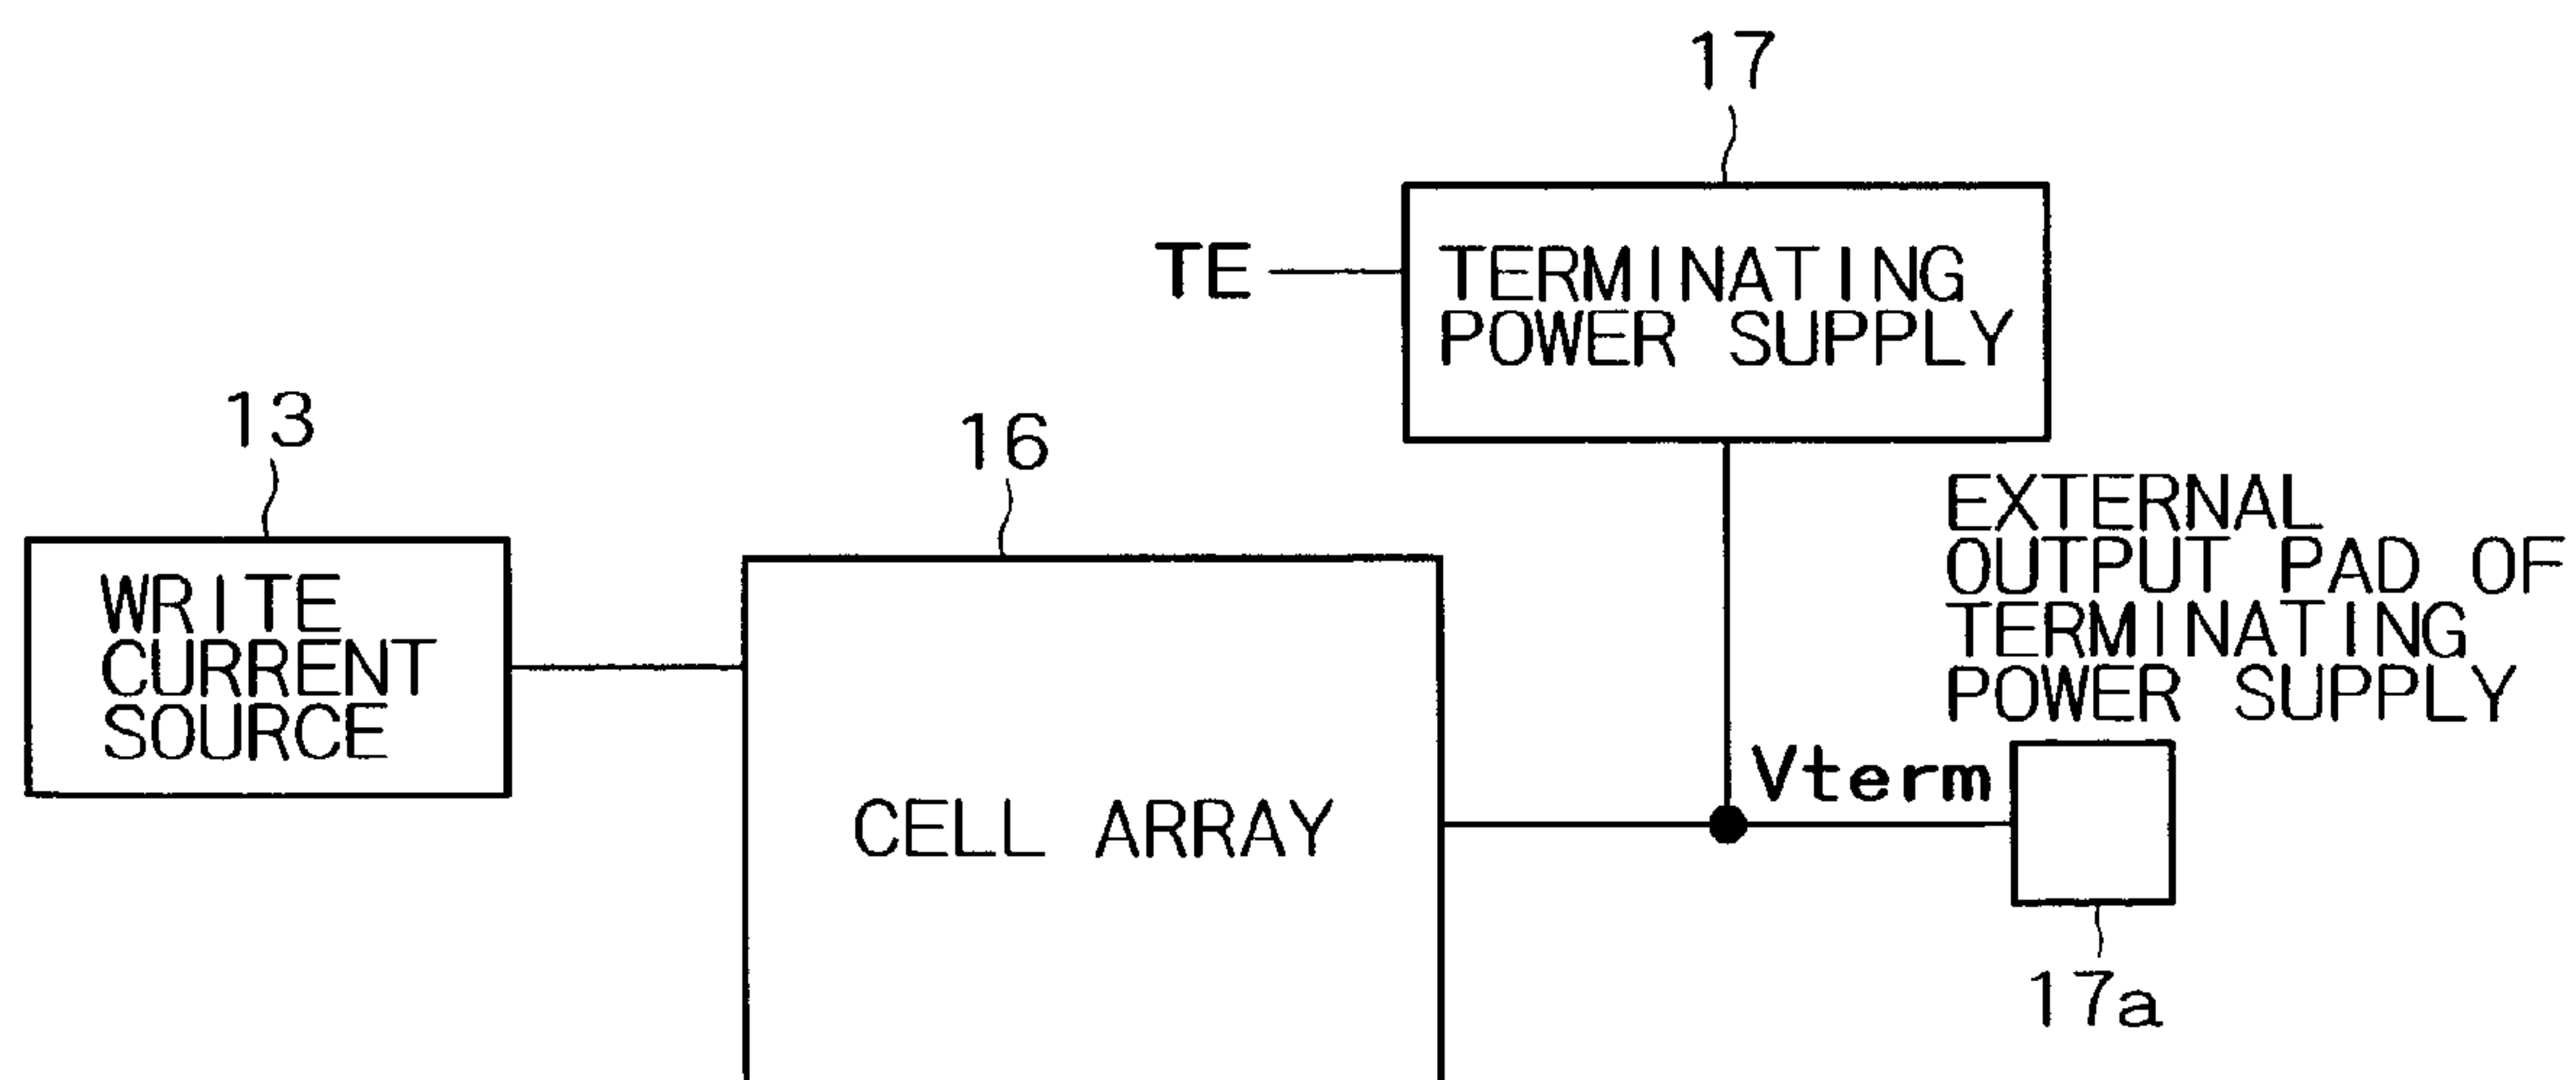 17
TE
TERMINATING
POWER SUPPLY
13
16
EXTERNAL
OUTPUT PAD OF
TERMINATING
POWER SUPPLY
WRITE
CURRENT
SOURCE
Vterm
CELL ARRAY
17a